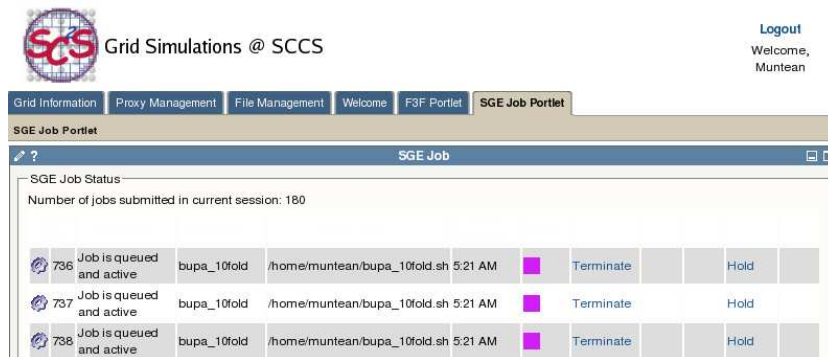 SC²S Grid Simulations @ SCCS
Logout
Welcome,
Muntean
Grid Information Proxy Management File Management Welcome F3F Portlet SGE Job Portlet
SGE Job Portlet
? SGE Job
SGE Job Status
Number of jobs submitted in current session: 180
736 Job is queued and active bupa_10fold /home/muntean/bupa_10fold.sh 5:21 AM Terminate Hold
737 Job is queued and active bupa_10fold /home/muntean/bupa_10fold.sh 5:21 AM Terminate Hold
738 Job is queued and active bupa_10fold /home/muntean/bupa_10fold.sh 5:21 AM Terminate Hold